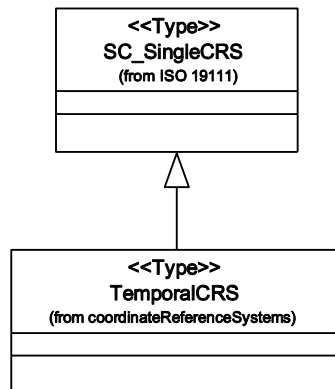 <<Type>>
SC_SingleCRS
(from ISO 19111)
<<Type>>
TemporalCRS
(from coordinateReferenceSystems)